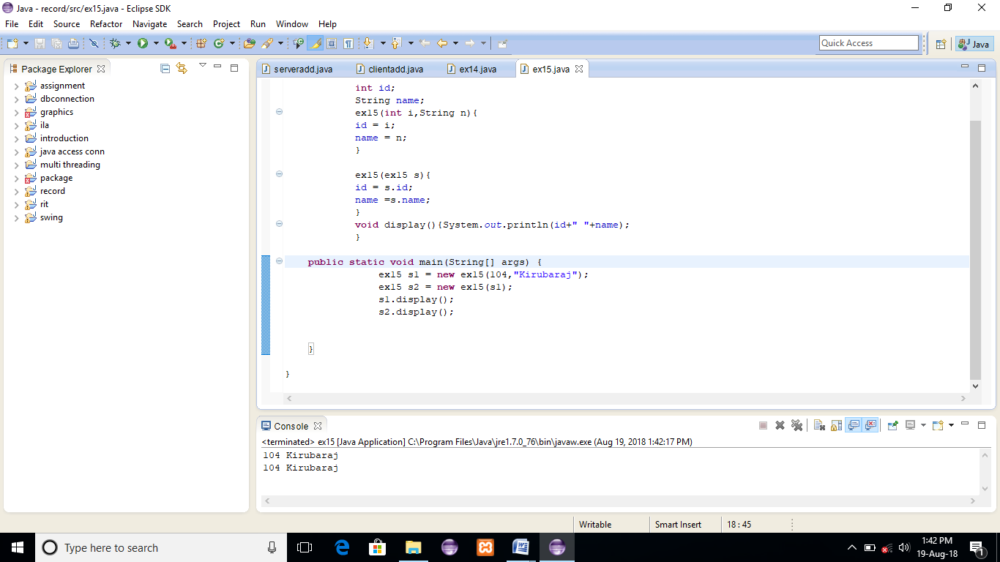 Java - record/src/ex15.java - Eclipse SDK
File Edit Source Refactor Navigate Search Project Run Window Help
Quick Access
Java
Package Explorer
assignment
dbconnection
graphics
ila
introduction
java access conn
multi threading
package
record
rit
swing
serveradd.java clientadd.java ex14.java ex15.java
int id;
String name;
ex15(int i,String n){
id = i;
name = n;
}
ex15(ex15 s){
id = s.id;
name =s.name;
}
void display(){System.out.println(id+" "+name);
}
public static void main(String[] args) {
ex15 s1 = new ex15(104,"Kirubaraj");
ex15 s2 = new ex15(s1);
s1.display();
s2.display();
}
}
Console
<terminated> ex15 [Java Application] C:\Program Files\Java\jre1.7.0_76\bin\javaw.exe (Aug 19, 2018 1:42:17 PM)
104 Kirubaraj
104 Kirubaraj
Writable Smart Insert 18 : 45
Type here to search
1:42 PM
19-Aug-18
1